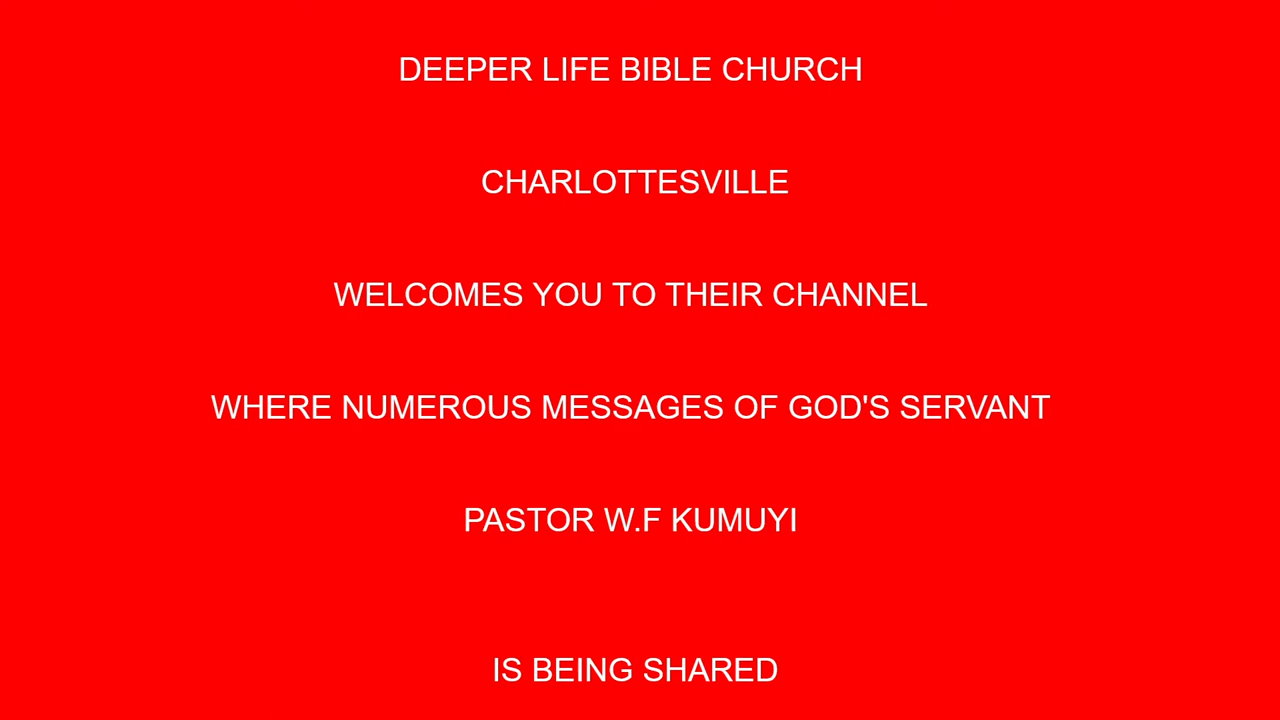 DEEPER LIFE BIBLE CHURCH
CHARLOTTESVILLE
WELCOMES YOU TO THEIR CHANNEL
WHERE NUMEROUS MESSAGES OF GOD'S SERVANT
PASTOR W.F KUMUYI
IS BEING SHARED